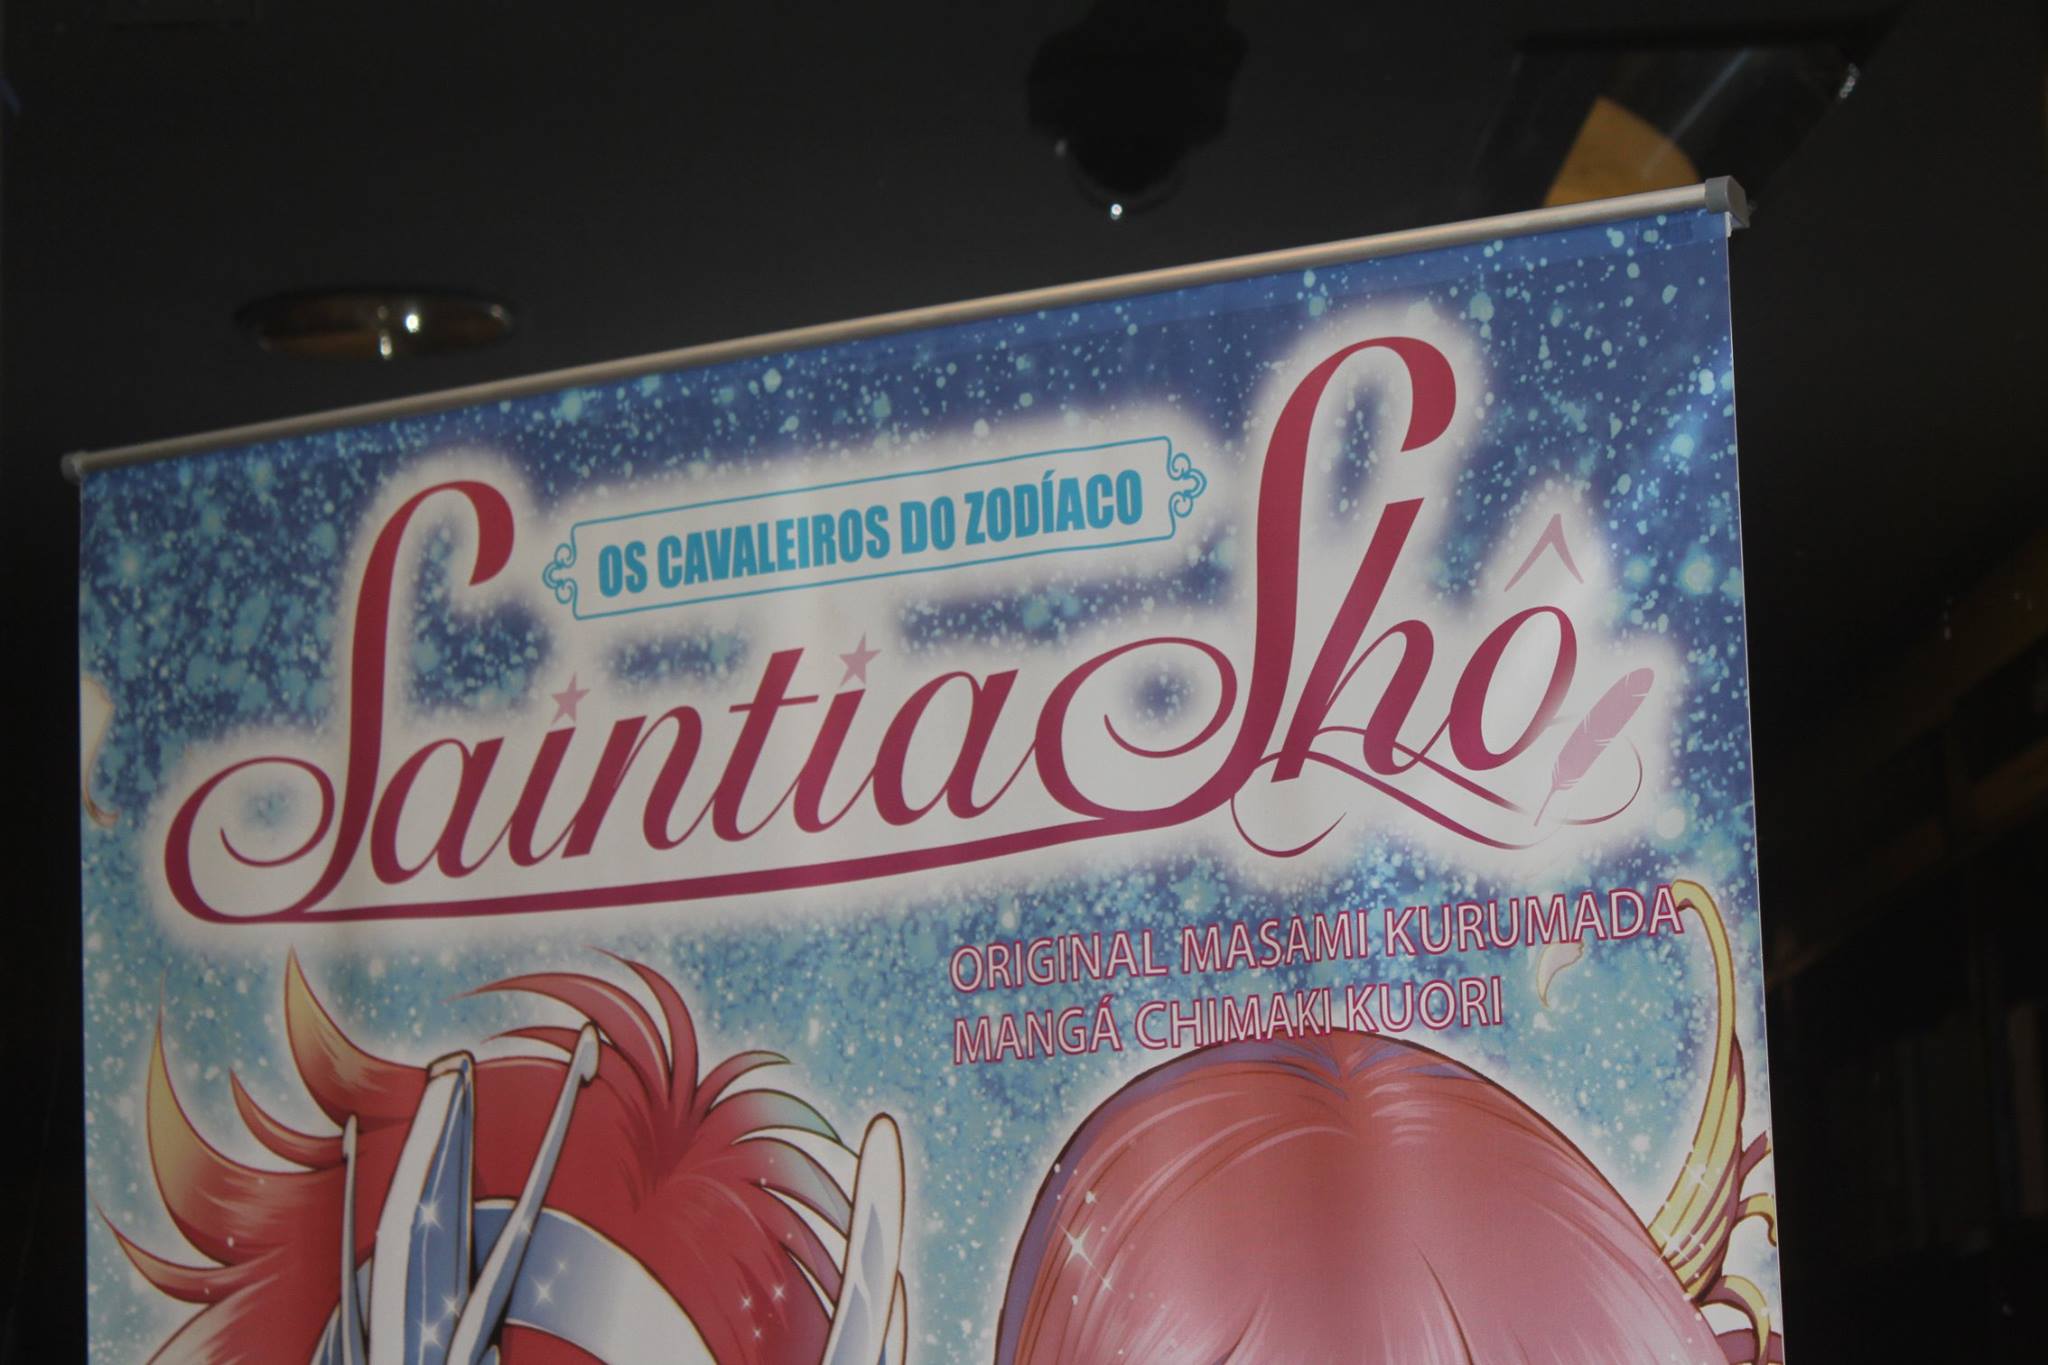 OS CAVALEIROS DO ZODÍACO
Saintia Shô
ORIGINAL MASAMI KURUMADA
MANGÁ CHIMAKI KUORI